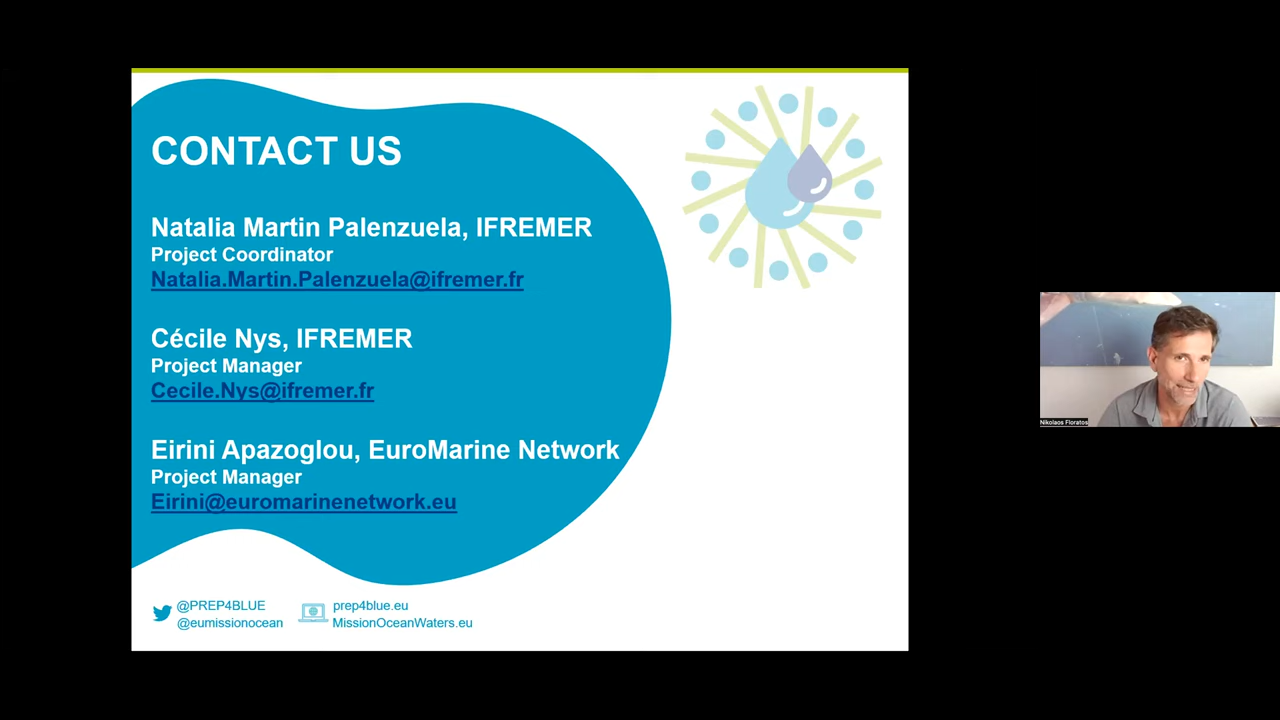 CONTACT US
Natalia Martin Palenzuela, IFREMER
Project Coordinator
Natalia.Martin.Palenzuela@ifremer.fr
Cécile Nys, IFREMER
Project Manager
Cecile.Nys@ifremer.fr
Eirini Apazoglou, EuroMarine Network
Project Manager
Eirini@euromarinenetwork.eu
@PREP4BLUE
@eumissionocean
prep4blue.eu
MissionOceanWaters.eu
Nikolaos Floratos